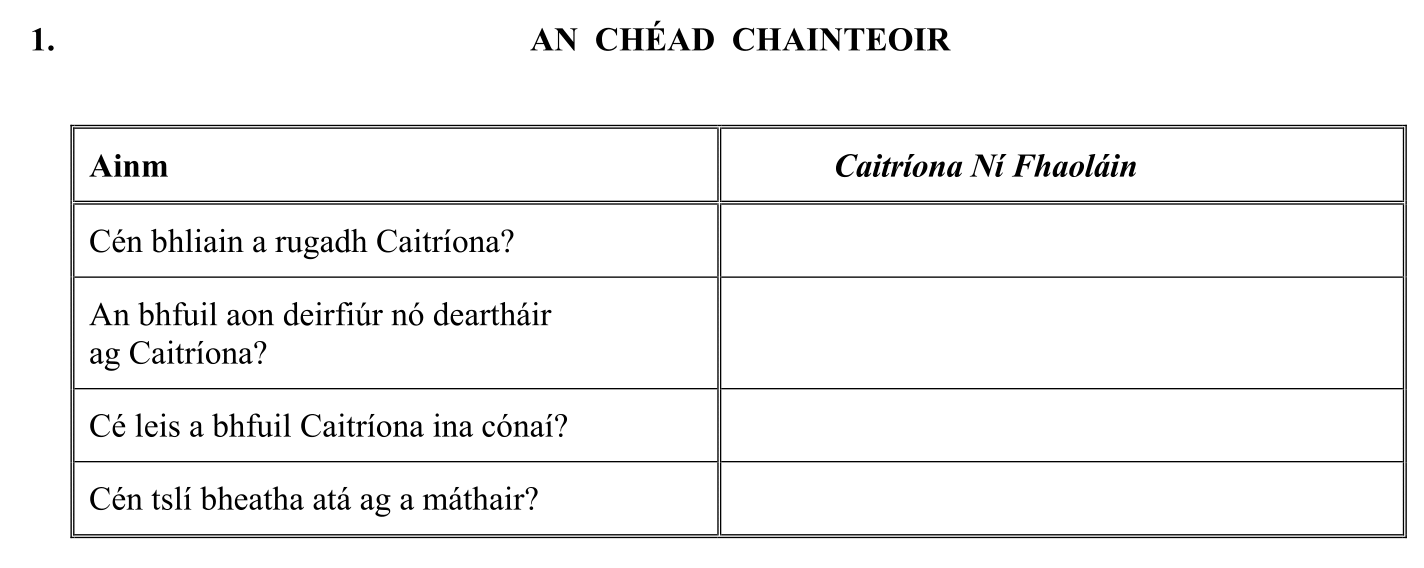 1. AN CHÉAD CHAINTEOIR
Ainm Caitríona Ní Fhaoláin
Cén bhliain a rugadh Caitríona?
An bhfuil aon deirfiúr nó deartháir
ag Caitríona?
Cé leis a bhfuil Caitríona ina cónaí?
Cén tslí bheatha atá ag a máthair?